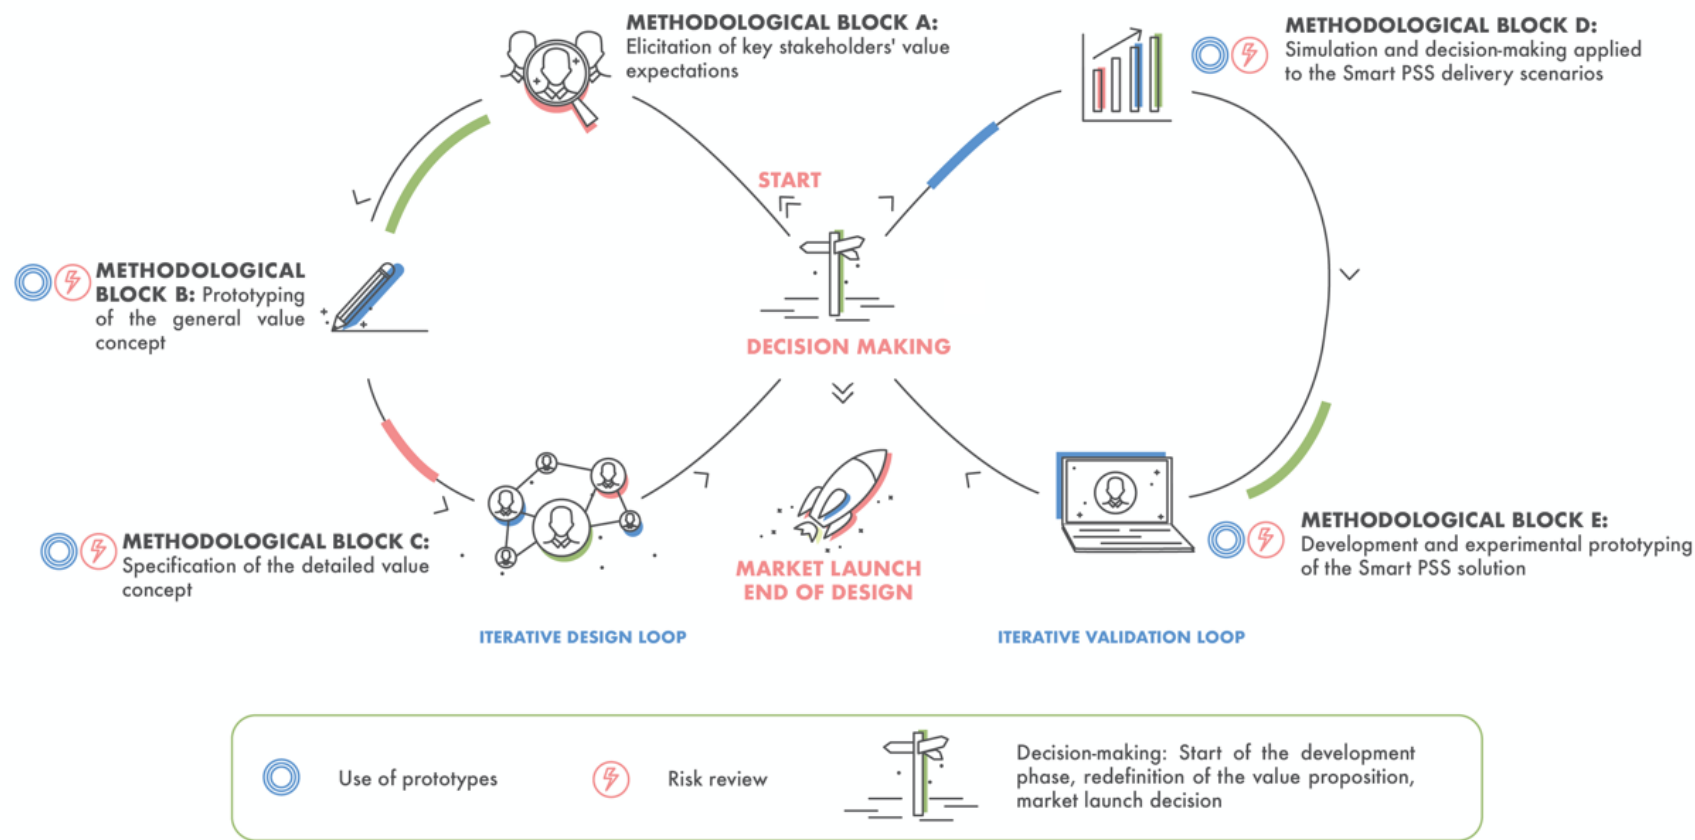 METHODOLOGICAL BLOCK A:
Elicitation of key stakeholders' value
expectations
METHODOLOGICAL BLOCK D:
Simulation and decision-making applied
to the Smart PSS delivery scenarios
START
METHODOLOGICAL
BLOCK B: Prototyping
of the general value
concept
DECISION MAKING
METHODOLOGICAL BLOCK C:
Specification of the detailed value
concept
MARKET LAUNCH
END OF DESIGN
METHODOLOGICAL BLOCK E:
Development and experimental prototyping
of the Smart PSS solution
ITERATIVE DESIGN LOOP
ITERATIVE VALIDATION LOOP
Use of prototypes
Risk review
Decision-making: Start of the development
phase, redefinition of the value proposition,
market launch decision